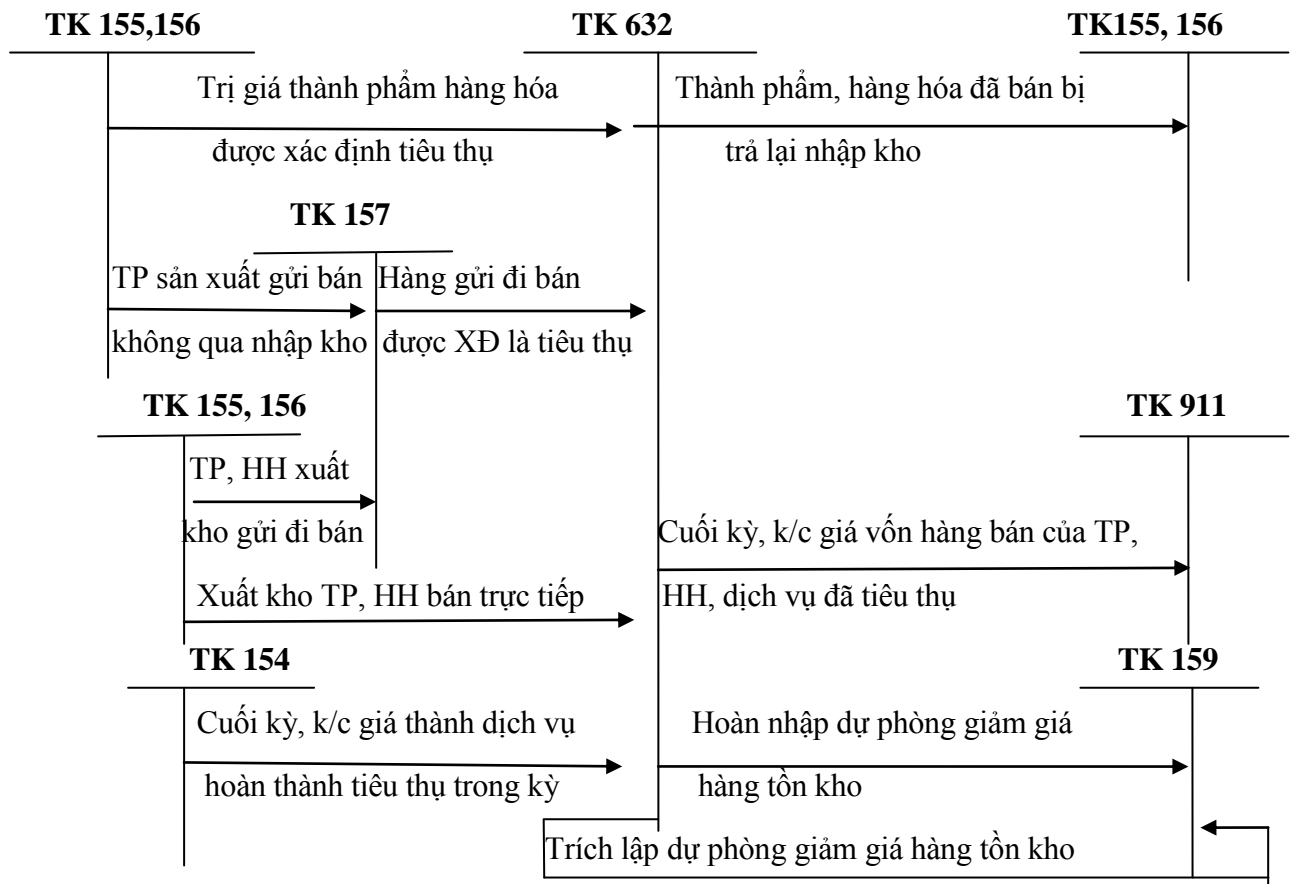 TK 155,156
TK 632
TK155, 156
Trị giá thành phẩm hàng hóa
được xác định tiêu thụ
Thành phẩm, hàng hóa đã bán bị
trả lại nhập kho
TK 157
TP sản xuất gửi bán
không qua nhập kho
Hàng gửi đi bán
được XĐ là tiêu thụ
TK 155, 156
TK 911
TP, HH xuất
kho gửi đi bán
Cuối kỳ, k/c giá vốn hàng bán của TP,
HH, dịch vụ đã tiêu thụ
Xuất kho TP, HH bán trực tiếp
TK 154
TK 159
Cuối kỳ, k/c giá thành dịch vụ
hoàn thành tiêu thụ trong kỳ
Hoàn nhập dự phòng giảm giá
hàng tồn kho
Trích lập dự phòng giảm giá hàng tồn kho